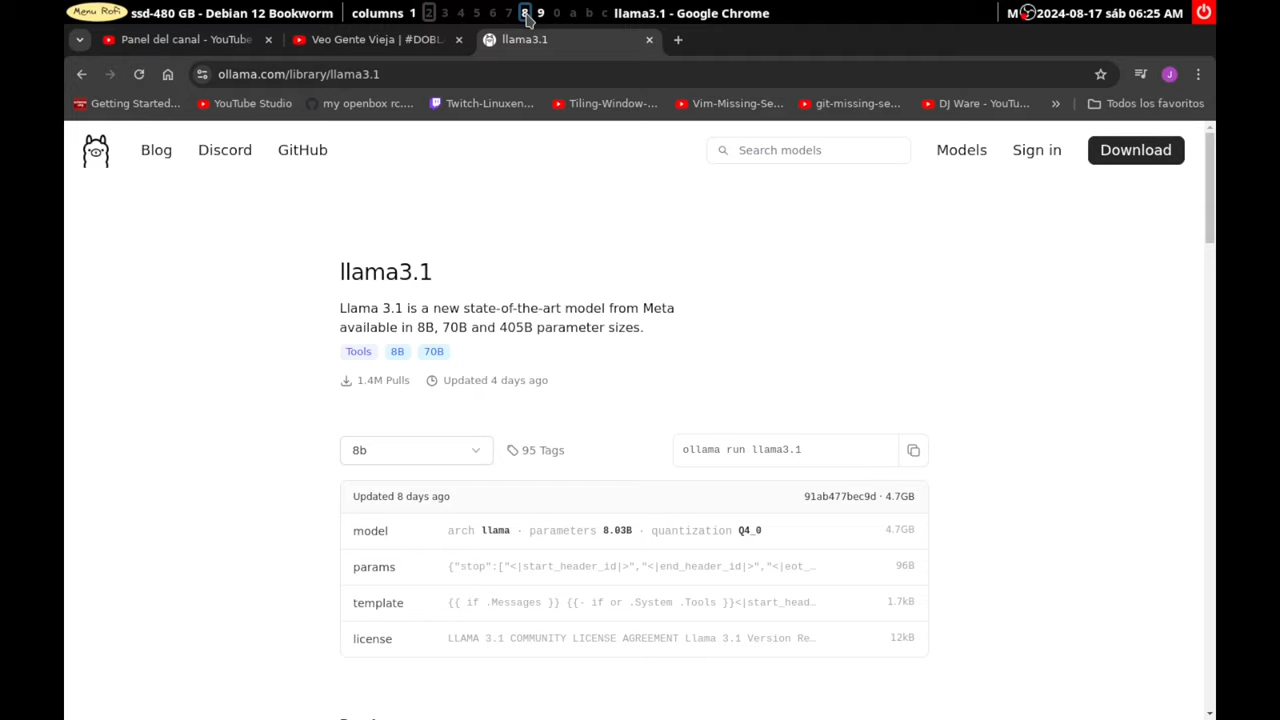 Menu Rofi ssd-480 GB - Debian 12 Bookworm columns 1 2 3 4 5 6 7 8 9 0 a b c llama3.1 - Google Chrome 2024-08-17 sáb 06:25 AM
Panel del canal - YouTube Veo Gente Vieja | #DOBL llama3.1
ollama.com/library/llama3.1 J
Getting Started... YouTube Studio my openbox rc.... Twitch-Linuxen... Tiling-Window-... Vim-Missing-Se... git-missing-se... DJ Ware - YouTu... » Todos los favoritos
Blog Discord GitHub Search models Models Sign in Download
llama3.1
Llama 3.1 is a new state-of-the-art model from Meta
available in 8B, 70B and 405B parameter sizes.
Tools 8B 70B
1.4M Pulls Updated 4 days ago
8b 95 Tags ollama run llama3.1
Updated 8 days ago 91ab477bec9d · 4.7GB
model arch llama · parameters 8.03B · quantization Q4_0 4.7GB
params {"stop":["<|start_header_id|>","<|end_header_id|>","<|eot_… 96B
template {{ if .Messages }} {{- if or .System .Tools }}<|start_head… 1.7kB
license LLAMA 3.1 COMMUNITY LICENSE AGREEMENT Llama 3.1 Version Re… 12kB